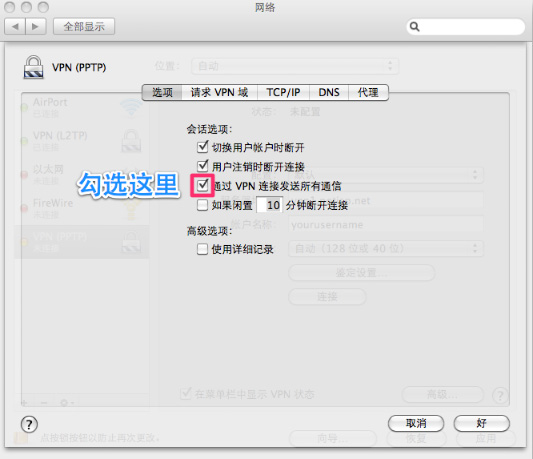 网络
全部显示
VPN (PPTP)
位置: 自动
选项 请求 VPN 域 TCP/IP DNS 代理
AirPort
已连接
状态: 未配置
会话选项:
切换用户帐户时断开
VPN (L2TP)
未连接
用户注销时断开连接
以太网
未连接
勾选这里
通过 VPN 连接发送所有通信
FireWire
未连接
如果闲置 10 分钟断开连接
帐户名称: yourusername
高级选项:
VPN (PPTP)
使用详细记录
自动（128 位或 40 位）
鉴定设置...
连接
在菜单栏中显示 VPN 状态
高级...
?
?
取消 好
点按锁按钮以防止再次更改。
向导... 恢复 应用